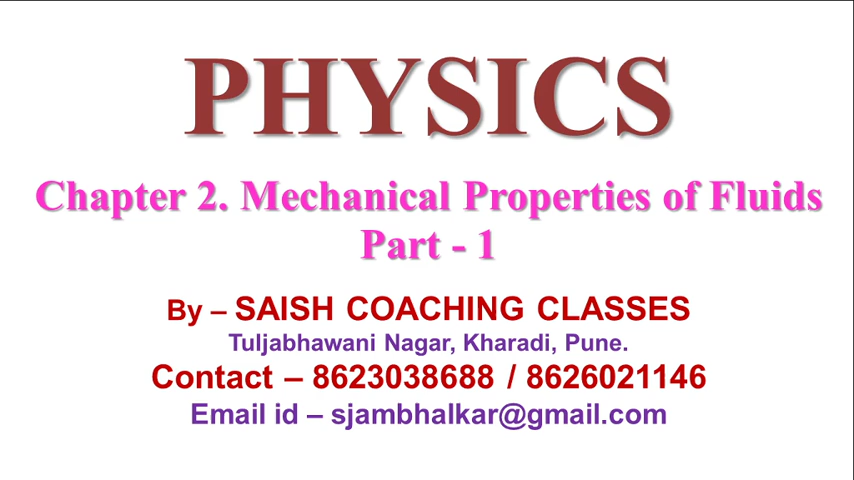 PHYSICS
Chapter 2. Mechanical Properties of Fluids
Part - 1
By – SAISH COACHING CLASSES
Tuljabhawani Nagar, Kharadi, Pune.
Contact – 8623038688 / 8626021146
Email id – sjambhalkar@gmail.com